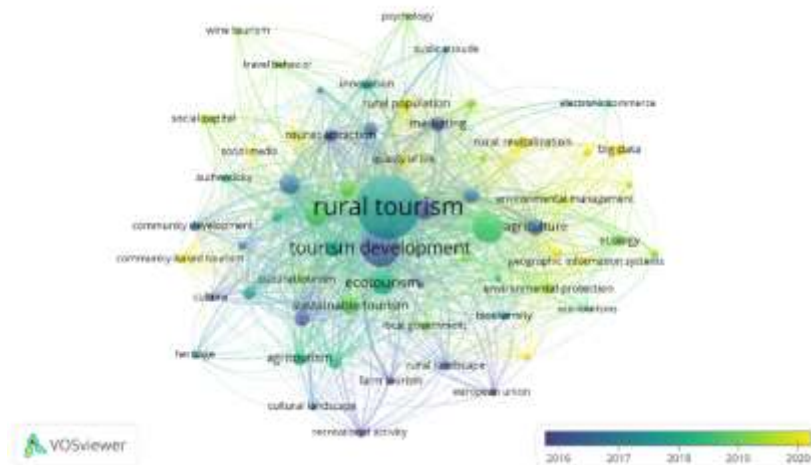 psychology
wine tourism
public attitude
travel behavior
innovation
rural population
electronic commerce
social capital
marketing
tourist attraction
rural revitalization
social media
quality of life
big data
authenticity
environmental management
rural tourism
community development
agriculture
tourism development
ecology
community-based tourism
geographic information systems
ecotourism
cultural tourism
environmental protection
culture
sustainable tourism
biodiversity
local government
heritage
agritourism
rural landscape
farm tourism
european union
cultural landscape
recreational activity
VOSviewer
2016 2017 2018 2019 2020